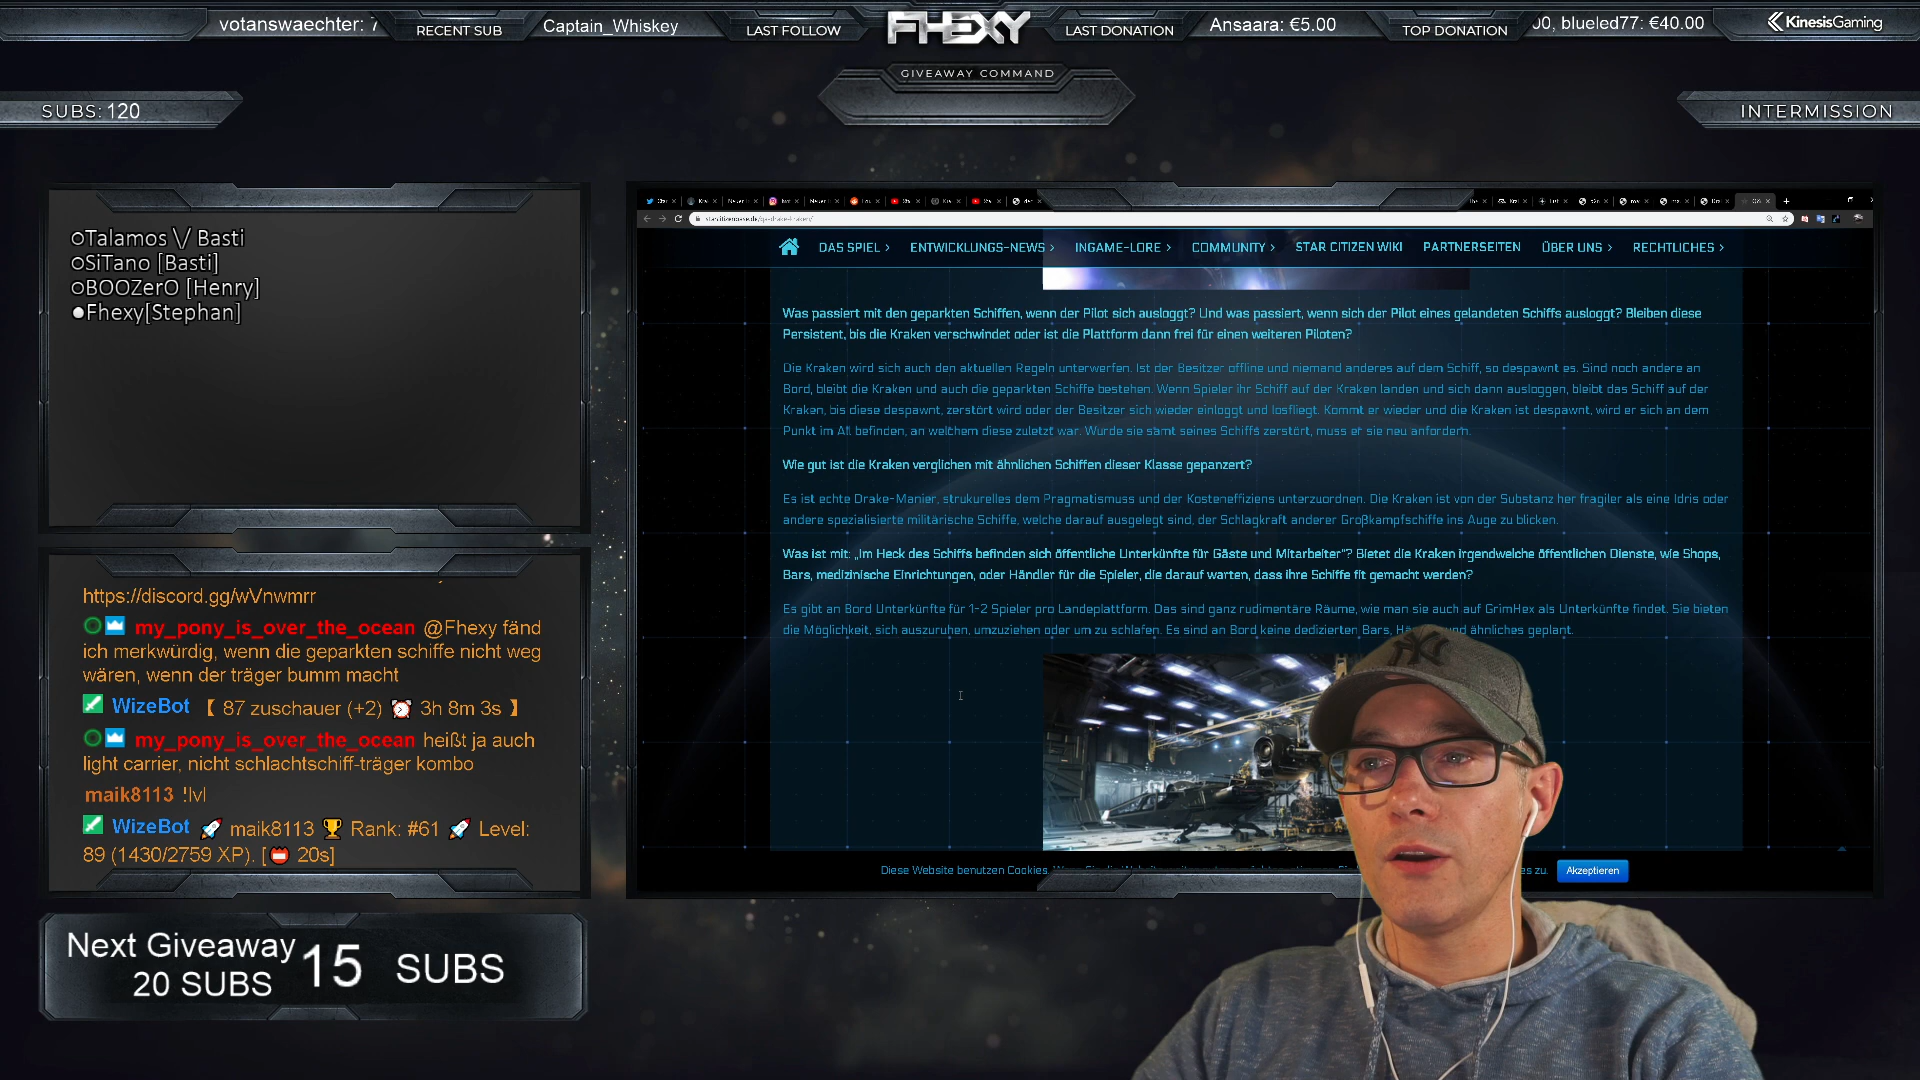 votanswaechter: 7
RECENT SUB
Captain_Whiskey
LAST FOLLOW
FHEXY
LAST DONATION
Ansaara: €5.00
TOP DONATION
00, blueled77: €40.00
KinesisGaming
GIVEAWAY COMMAND
SUBS: 120
INTERMISSION
Talamos \/ Basti
SiTano [Basti]
BOOZerO [Henry]
Fhexy[Stephan]
https://discord.gg/wVnwmrr
my_pony_is_over_the_ocean @Fhexy fänd
ich merkwürdig, wenn die geparkten schiffe nicht weg
wären, wenn der träger bumm macht
WizeBot 【 87 zuschauer (+2) ⏰ 3h 8m 3s 】
my_pony_is_over_the_ocean heißt ja auch
light carrier, nicht schlachtschiff-träger kombo
maik8113 !lvl
WizeBot 🚀 maik8113 🏆 Rank: #61 🚀 Level:
89 (1430/2759 XP). [📛 20s]
Next Giveaway
20 SUBS
15 SUBS
DAS SPIEL > ENTWICKLUNGS-NEWS > INGAME-LORE > COMMUNITY > STAR CITIZEN WIKI PARTNERSEITEN ÜBER UNS > RECHTLICHES >
Was passiert mit den geparkten Schiffen, wenn der Pilot sich ausloggt? Und was passiert, wenn sich der Pilot eines gelandeten Schiffs ausloggt? Bleiben diese
Persistent, bis die Kraken verschwindet oder ist die Plattform dann frei für einen weiteren Piloten?
Die Kraken wird sich auch den aktuellen Regeln unterwerfen. Ist der Besitzer offline und niemand anderes auf dem Schiff, so despawnt es. Sind noch andere an
Bord, bleibt die Kraken und auch die geparkten Schiffe bestehen. Wenn Spieler ihr Schiff auf der Kraken landen und sich dann ausloggen, bleibt das Schiff auf der
Kraken, bis diese despawnt, zerstört wird oder der Besitzer sich wieder einloggt und losfliegt. Kommt er wieder und die Kraken ist despawnt, wird er sich an dem
Punkt im All befinden, an welchem diese zuletzt war. Wurde sie samt seines Schiffs zerstört, muss er sie neu anfordern.
Wie gut ist die Kraken verglichen mit ähnlichen Schiffen dieser Klasse gepanzert?
Es ist echte Drake-Manier, strukurelles dem Pragmatismuss und der Kosteneffiziens unterzuordnen. Die Kraken ist von der Substanz her fragiler als eine Idris oder
andere spezialisierte militärische Schiffe, welche darauf ausgelegt sind, der Schlagkraft anderer Großkampfschiffe ins Auge zu blicken.
Was ist mit: „Im Heck des Schiffs befinden sich öffentliche Unterkünfte für Gäste und Mitarbeiter“? Bietet die Kraken irgendwelche öffentlichen Dienste, wie Shops,
Bars, medizinische Einrichtungen, oder Händler für die Spieler, die darauf warten, dass ihre Schiffe fit gemacht werden?
Es gibt an Bord Unterkünfte für 1-2 Spieler pro Landeplattform. Das sind ganz rudimentäre Räume, wie man sie auch auf GrimHex als Unterkünfte findet. Sie bieten
die Möglichkeit, sich auszuruhen, umzuziehen oder um zu schlafen. Es sind an Bord keine dedizierten Bars, und ähnliches geplant.
Diese Website benutzen Cookies. es zu.
Akzeptieren